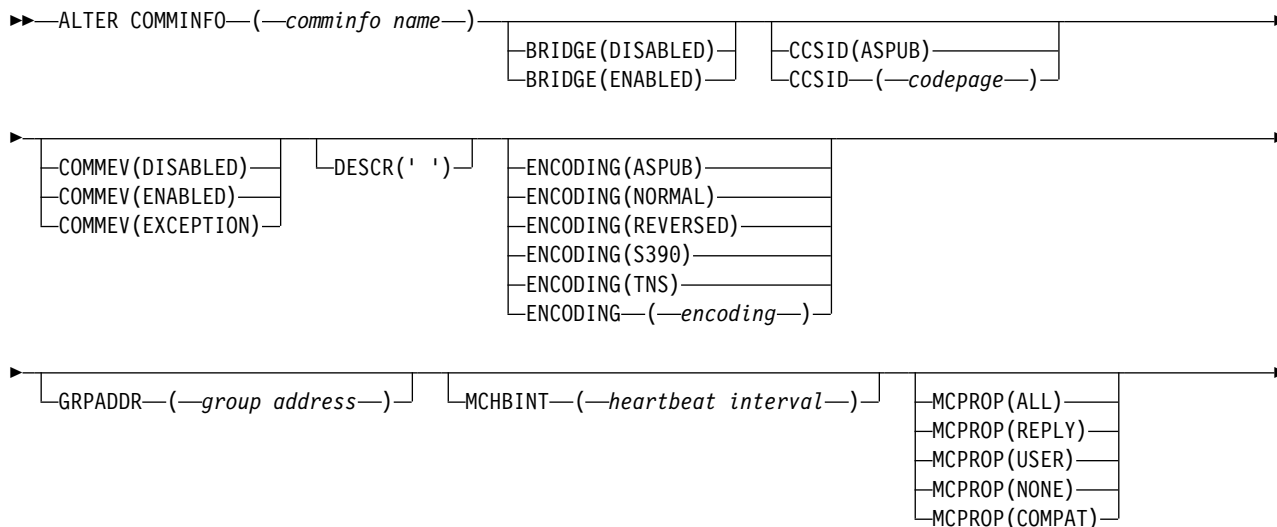 ALTER COMMINFO ( comminfo name )
BRIDGE(DISABLED)
BRIDGE(ENABLED)
CCSID(ASPUB)
CCSID ( codepage )
COMMEV(DISABLED)
COMMEV(ENABLED)
COMMEV(EXCEPTION)
DESCR(' ')
ENCODING(ASPUB)
ENCODING(NORMAL)
ENCODING(REVERSED)
ENCODING(S390)
ENCODING(TNS)
ENCODING ( encoding )
GRPADDR ( group address )
MCHBINT ( heartbeat interval )
MCPROP(ALL)
MCPROP(REPLY)
MCPROP(USER)
MCPROP(NONE)
MCPROP(COMPAT)